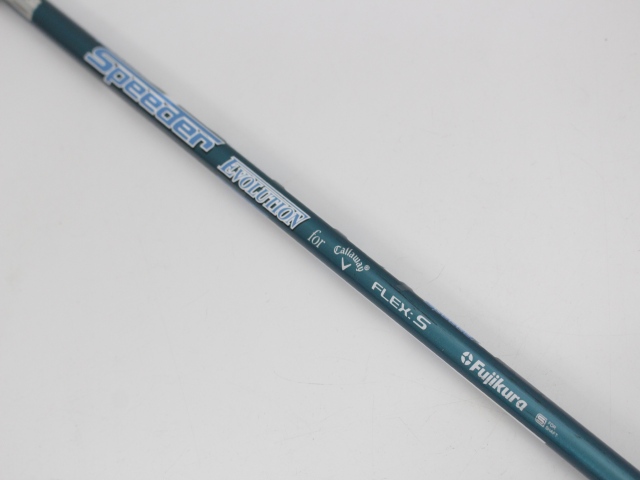 Speeder EVOLUTION for Callaway® FLEX: S Fujikura